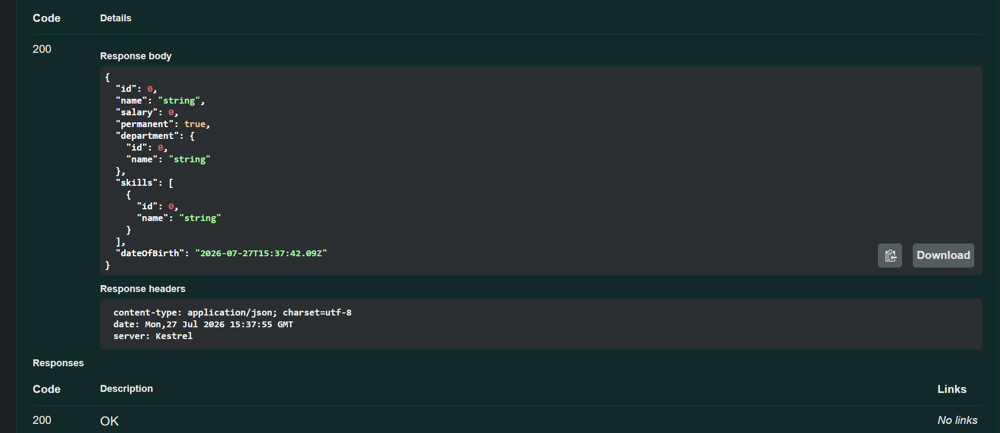 Code Details
200
Response body
{
  "id": 0,
  "name": "string",
  "salary": 0,
  "permanent": true,
  "department": {
    "id": 0,
    "name": "string"
  },
  "skills": [
    {
      "id": 0,
      "name": "string"
    }
  ],
  "dateOfBirth": "2026-07-27T15:37:42.09Z"
}
Download
Response headers
content-type: application/json; charset=utf-8
date: Mon,27 Jul 2026 15:37:55 GMT
server: Kestrel
Responses
Code Description Links
200 OK No links